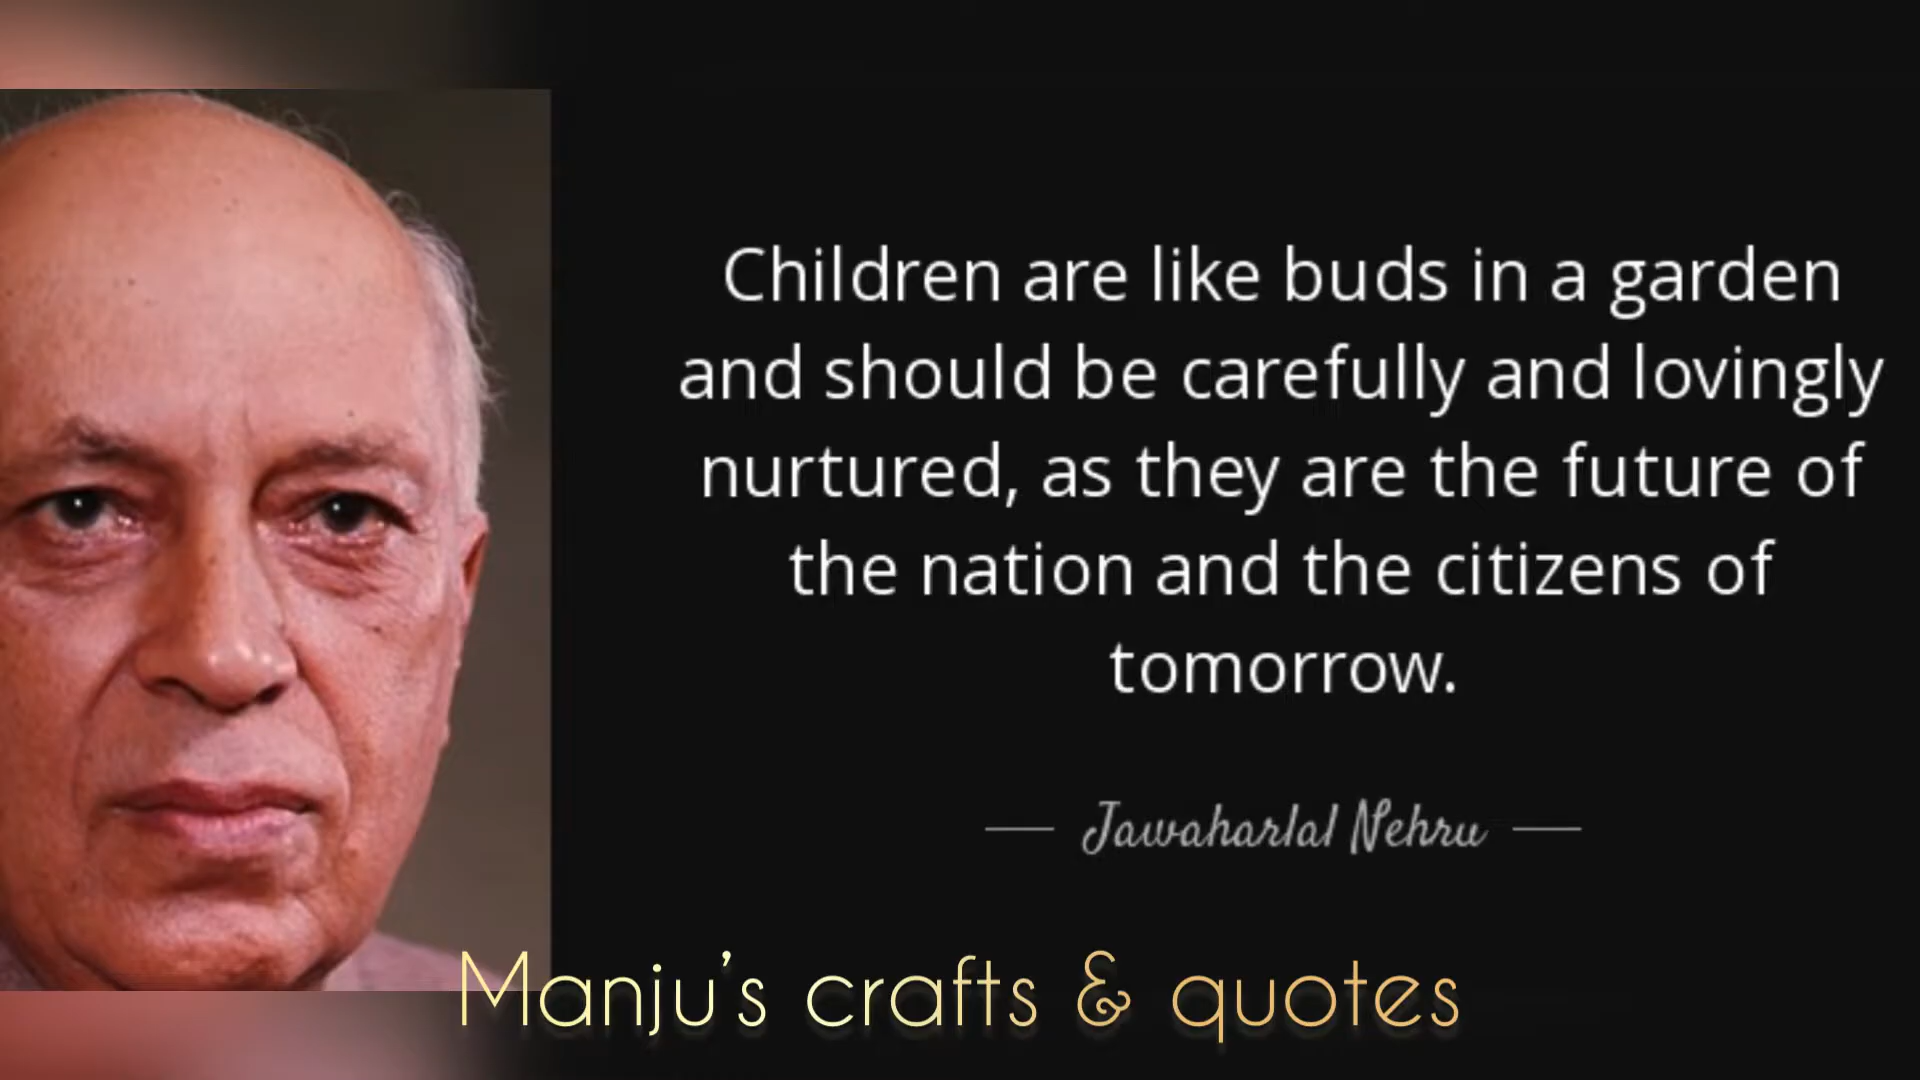 Children are like buds in a garden
and should be carefully and lovingly
nurtured, as they are the future of
the nation and the citizens of
tomorrow.
Jawaharlal Nehru
Manju's crafts & quotes